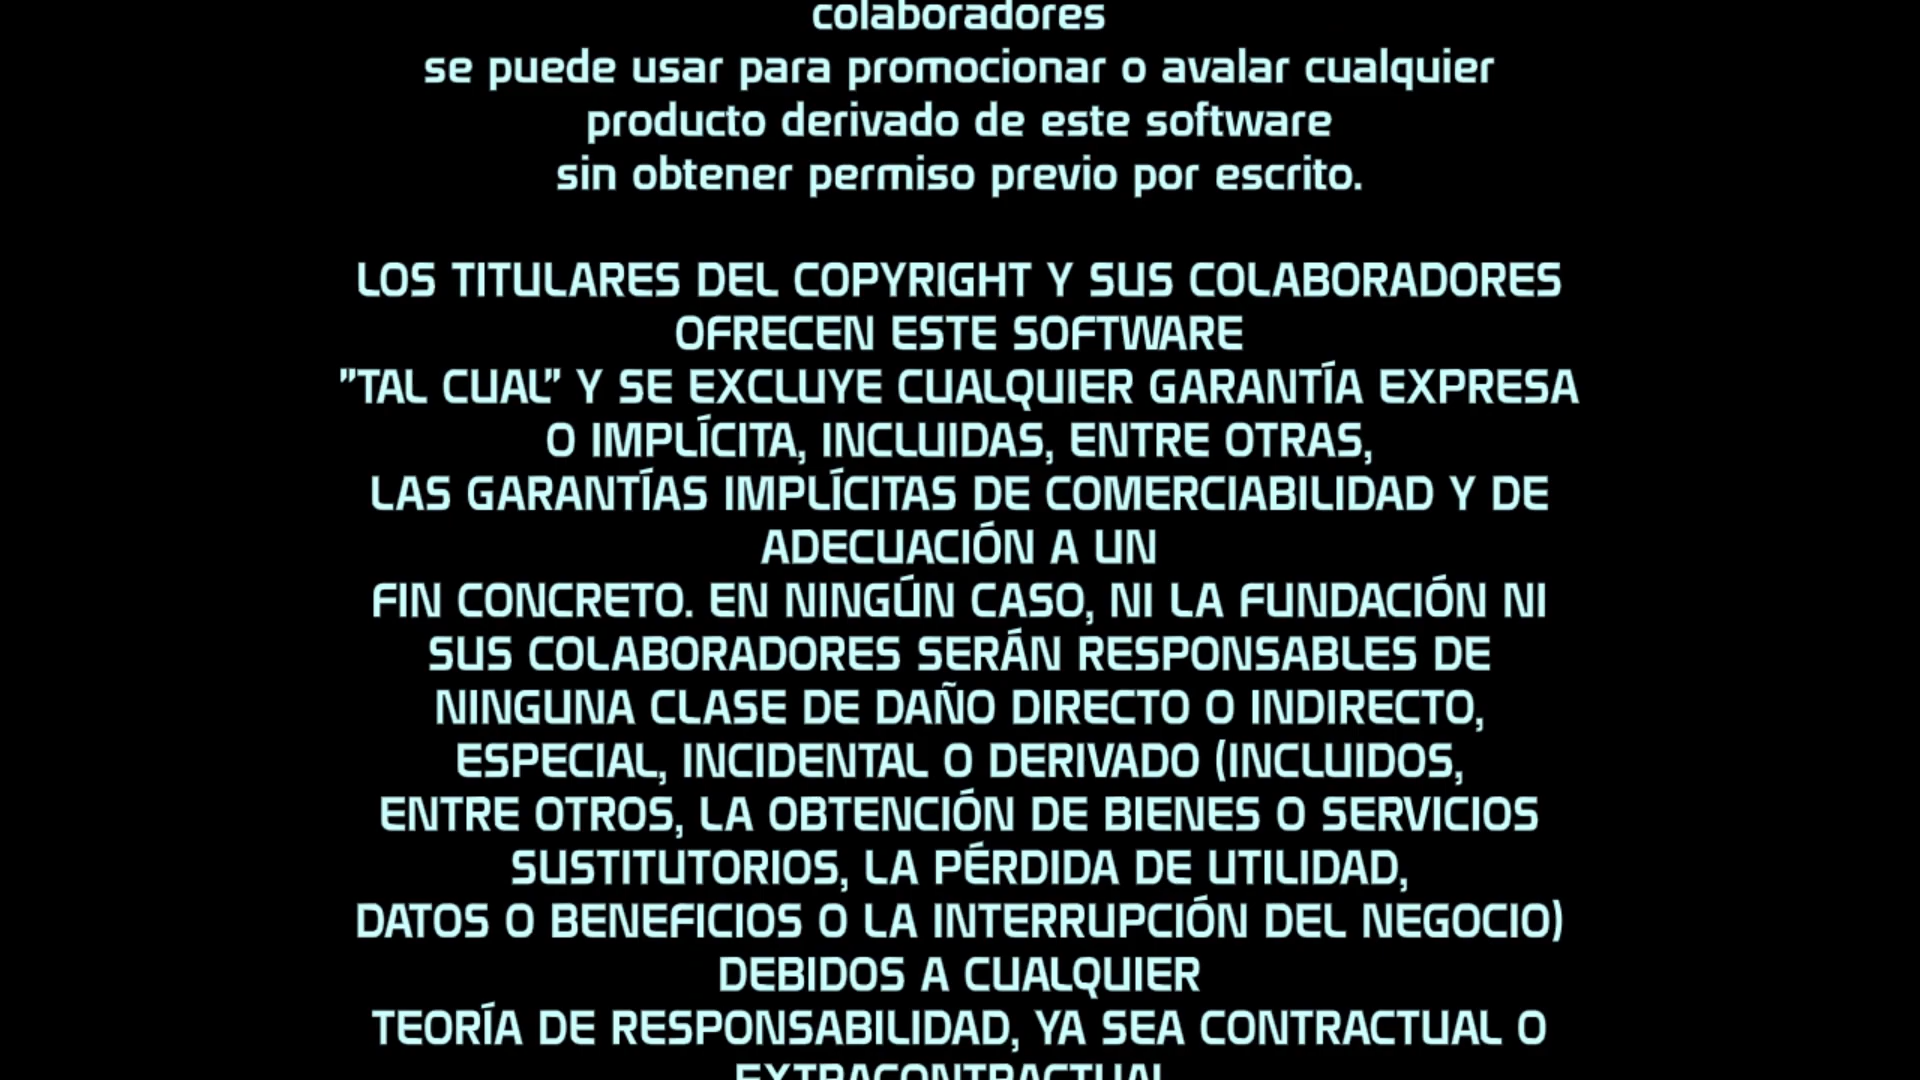 colaboradores
se puede usar para promocionar o avalar cualquier
producto derivado de este software
sin obtener permiso previo por escrito.
LOS TITULARES DEL COPYRIGHT Y SUS COLABORADORES
OFRECEN ESTE SOFTWARE
"TAL CUAL" Y SE EXCLUYE CUALQUIER GARANTÍA EXPRESA
O IMPLÍCITA, INCLUIDAS, ENTRE OTRAS,
LAS GARANTÍAS IMPLÍCITAS DE COMERCIABILIDAD Y DE
ADECUACIÓN A UN
FIN CONCRETO. EN NINGÚN CASO, NI LA FUNDACIÓN NI
SUS COLABORADORES SERÁN RESPONSABLES DE
NINGUNA CLASE DE DAÑO DIRECTO O INDIRECTO,
ESPECIAL, INCIDENTAL O DERIVADO (INCLUIDOS,
ENTRE OTROS, LA OBTENCIÓN DE BIENES O SERVICIOS
SUSTITUTORIOS, LA PÉRDIDA DE UTILIDAD,
DATOS O BENEFICIOS O LA INTERRUPCIÓN DEL NEGOCIO)
DEBIDOS A CUALQUIER
TEORÍA DE RESPONSABILIDAD, YA SEA CONTRACTUAL O
EXTRACONTRACTUAL